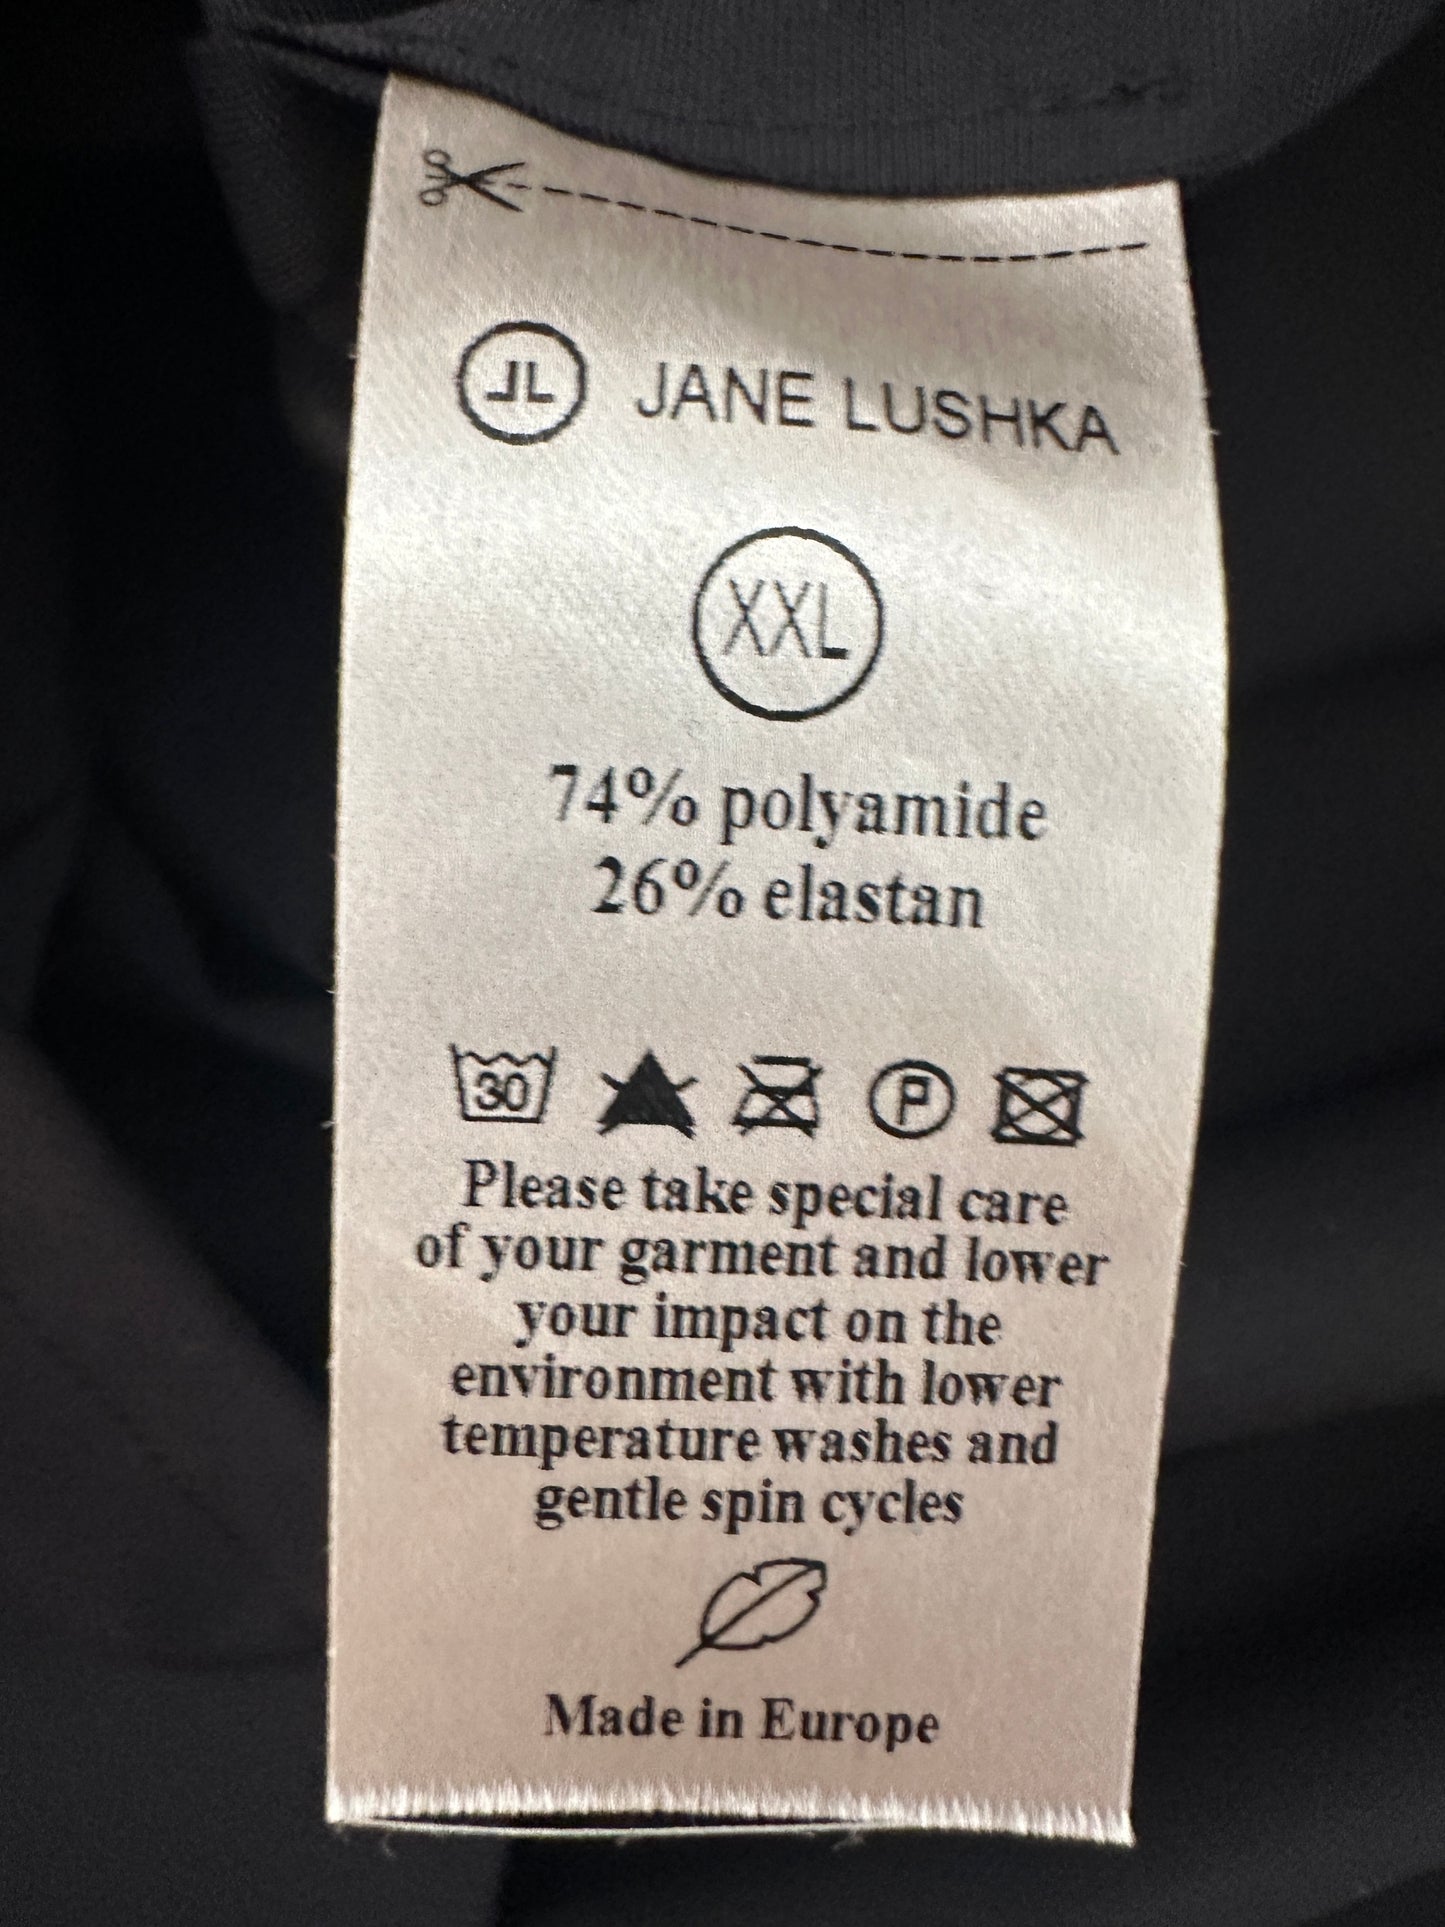 JL JANE LUSHKA
XXL
74% polyamide
26% elastan
30 P
Please take special care
of your garment and lower
your impact on the
environment with lower
temperature washes and
gentle spin cycles
Made in Europe